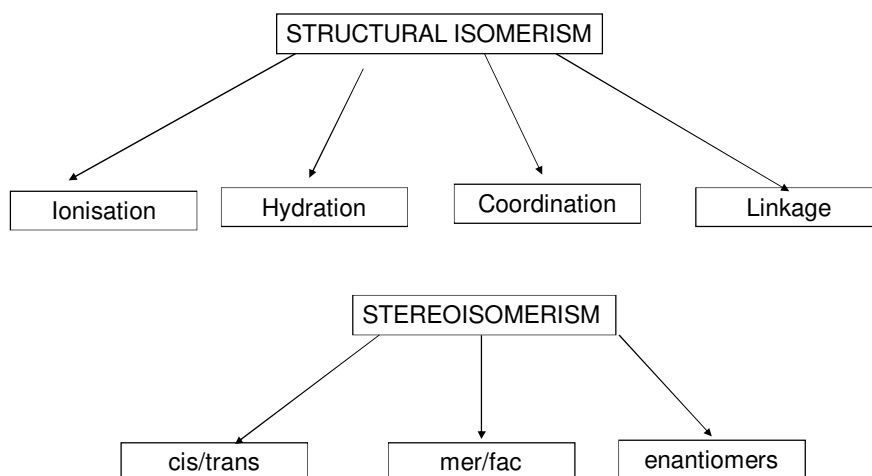 STRUCTURAL ISOMERISM
Ionisation
Hydration
Coordination
Linkage
STEREOISOMERISM
cis/trans
mer/fac
enantiomers